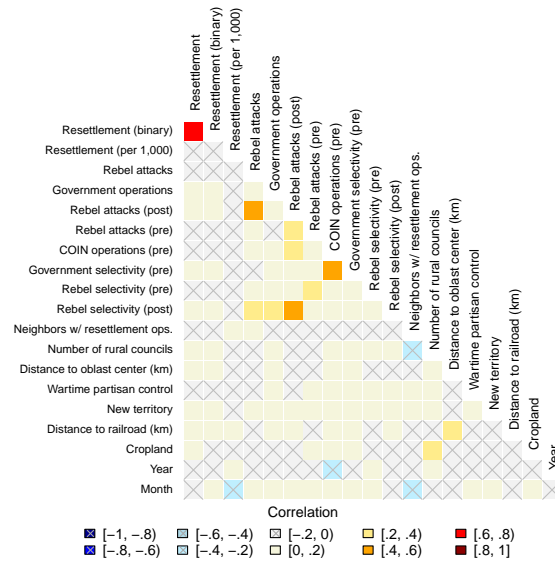 Resettlement
Resettlement (binary)
Resettlement (per 1,000)
Rebel attacks
Government operations
Rebel attacks (post)
Rebel attacks (pre)
COIN operations (pre)
Government selectivity (pre)
Rebel selectivity (pre)
Rebel selectivity (post)
Neighbors w/ resettlement ops.
Number of rural councils
Distance to oblast center (km)
Wartime partisan control
New territory
Distance to railroad (km)
Cropland
Year
Resettlement (binary)
Resettlement (per 1,000)
Rebel attacks
Government operations
Rebel attacks (post)
Rebel attacks (pre)
COIN operations (pre)
Government selectivity (pre)
Rebel selectivity (pre)
Rebel selectivity (post)
Neighbors w/ resettlement ops.
Number of rural councils
Distance to oblast center (km)
Wartime partisan control
New territory
Distance to railroad (km)
Cropland
Year
Month
Correlation
[−1, −.8) [−.6, −.4) [−.2, 0) [.2, .4) [.6, .8)
[−.8, −.6) [−.4, −.2) [0, .2) [.4, .6) [.8, 1]